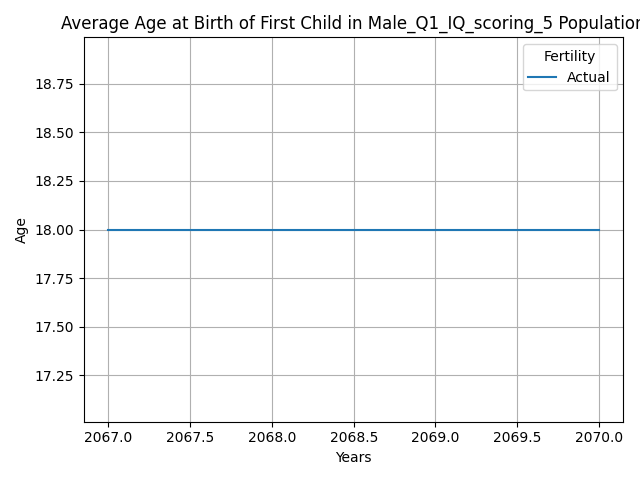 Average Age at Birth of First Child in Male_Q1_IQ_scoring_5 Population
Fertility
Actual
18.75
18.50
18.25
18.00
17.75
17.50
17.25
Age
2067.0 2067.5 2068.0 2068.5 2069.0 2069.5 2070.0
Years